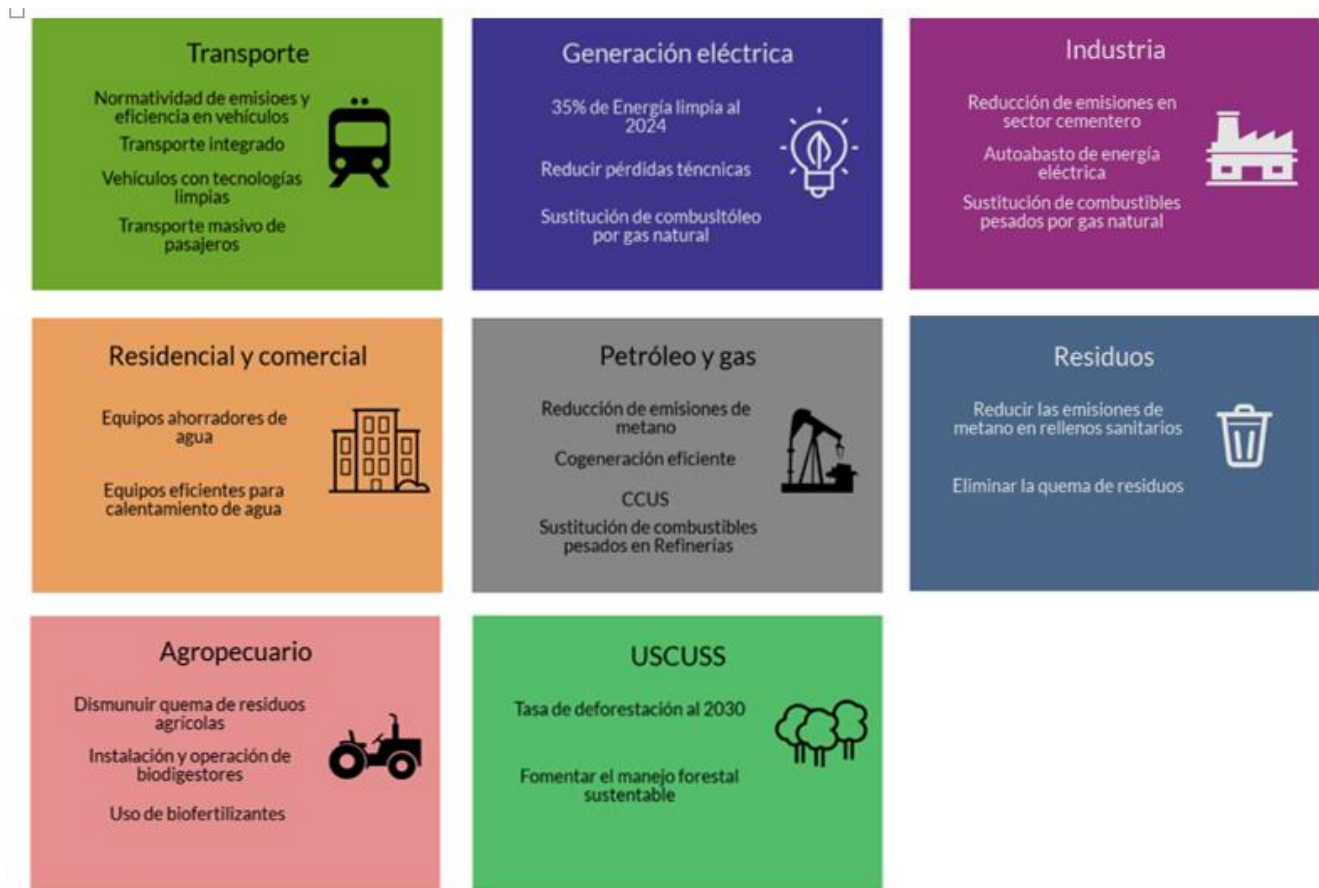 Transporte
Normatividad de emisioes y
eficiencia en vehículos
Transporte integrado
Vehículos con tecnologías
limpias
Transporte masivo de
pasajeros
Generación eléctrica
35% de Energía limpia al
2024
Reducir pérdidas téncnicas
Sustitución de combusltóleo
por gas natural
Industria
Reducción de emisiones en
sector cementero
Autoabasto de energía
eléctrica
Sustitución de combustibles
pesados por gas natural
Residencial y comercial
Equipos ahorradores de
agua
Equipos eficientes para
calentamiento de agua
Petróleo y gas
Reducción de emisiones de
metano
Cogeneración eficiente
CCUS
Sustitución de combustibles
pesados en Refinerías
Residuos
Reducir las emisiones de
metano en rellenos sanitarios
Eliminar la quema de residuos
Agropecuario
Dismunuir quema de residuos
agrícolas
Instalación y operación de
biodigestores
Uso de biofertilizantes
USCUSS
Tasa de deforestación al 2030
Fomentar el manejo forestal
sustentable